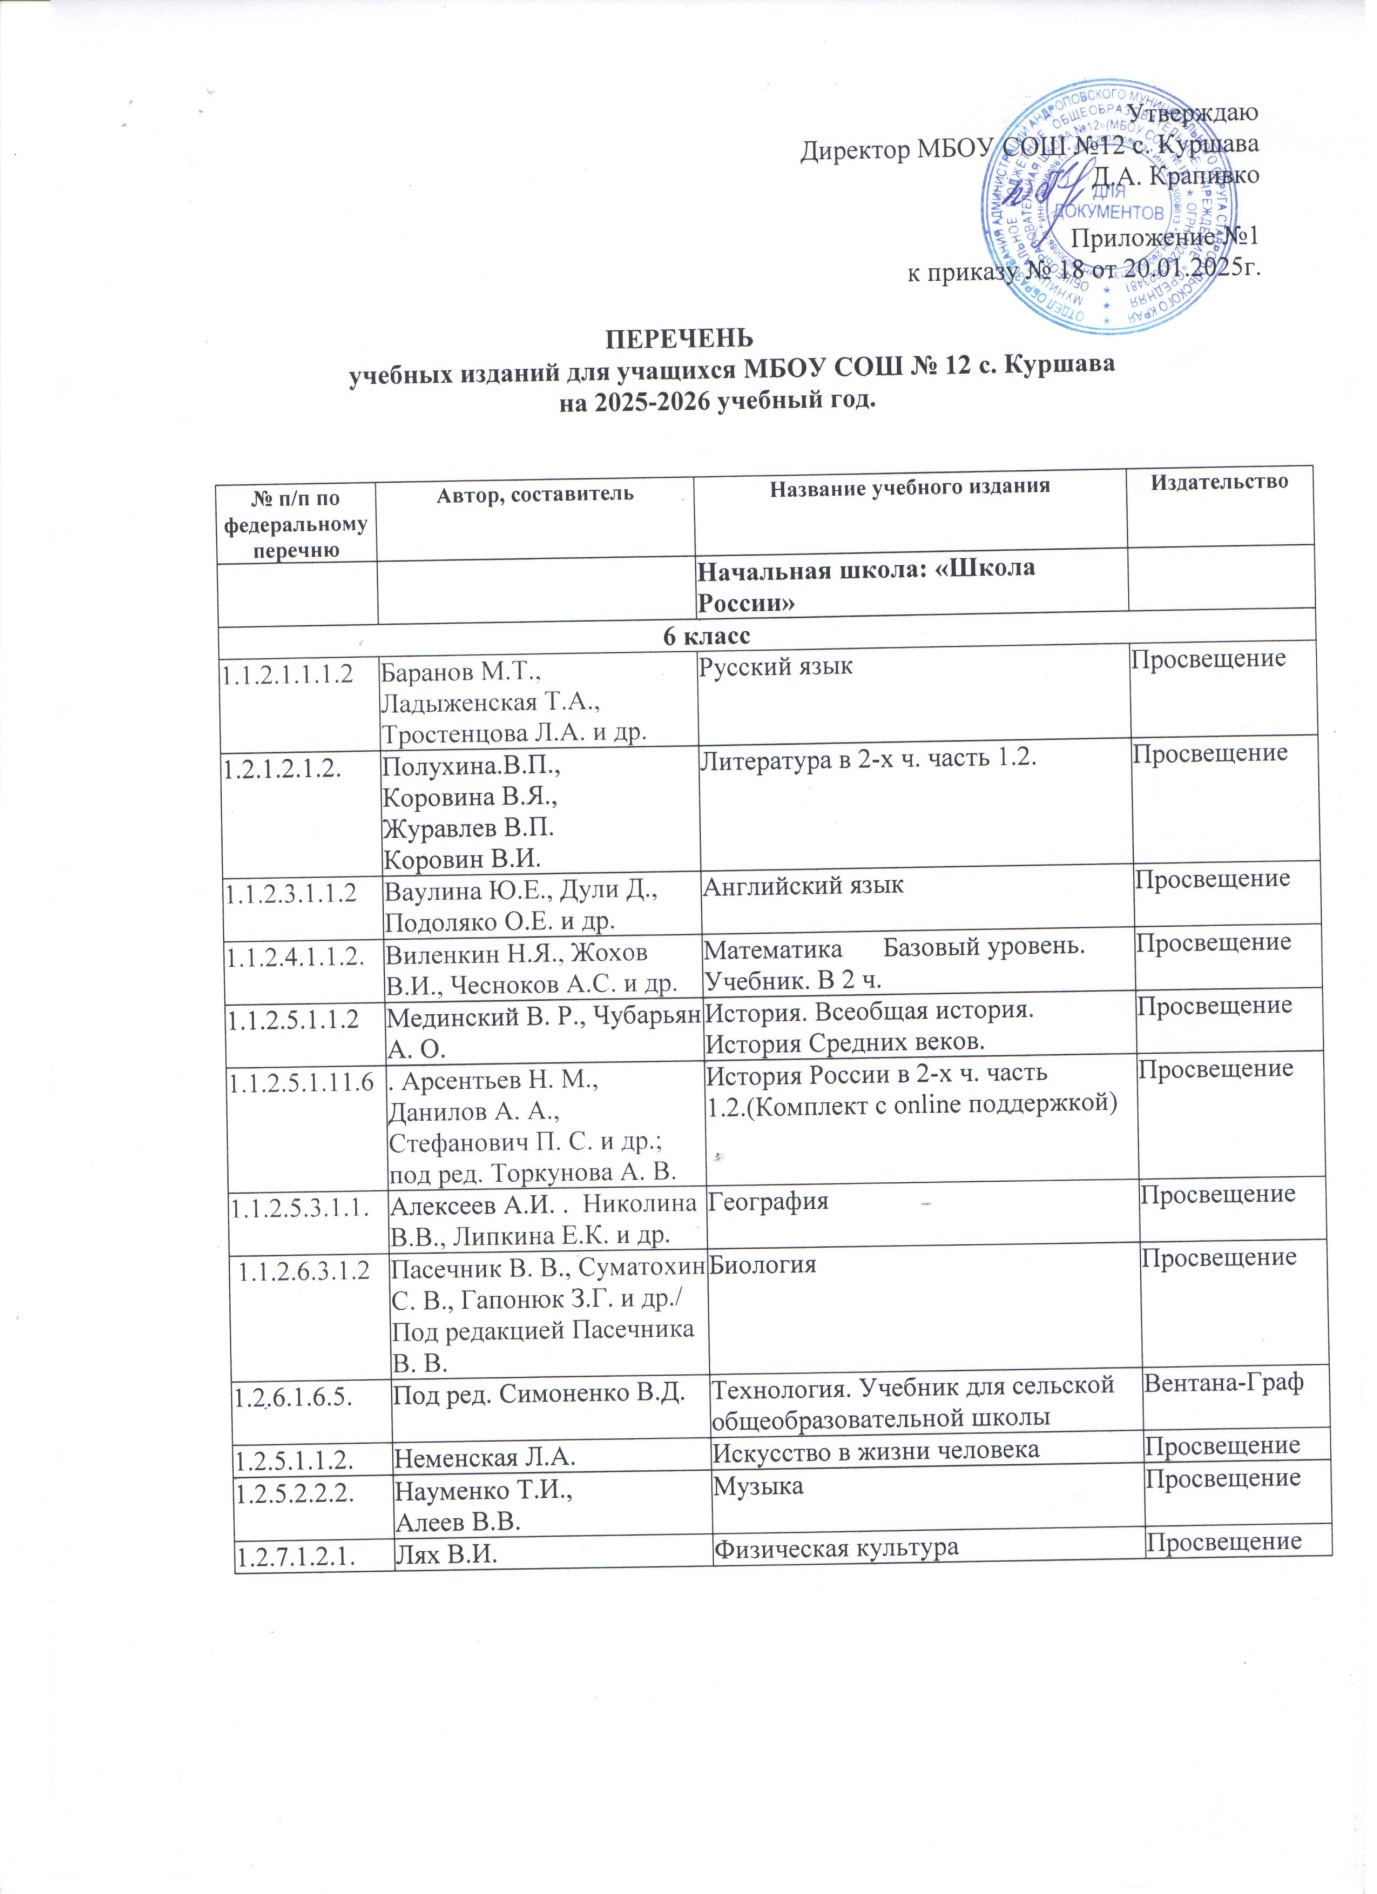 Утверждаю
Директор МБОУ СОШ №12 с. Куршава
Д.А. Крапивко
ДЛЯ
ДОКУМЕНТОВ
Приложение №1
к приказу № 18 от 20.01.2025г.
ПЕРЕЧЕНЬ
учебных изданий для учащихся МБОУ СОШ № 12 с. Куршава
на 2025-2026 учебный год.
№ п/п по
федеральному
перечню
Автор, составитель
Название учебного издания
Издательство
Начальная школа: «Школа
России»
6 класс
1.1.2.1.1.1.2
Баранов М.Т.,
Ладыженская Т.А.,
Тростенцова Л.А. и др.
Русский язык
Просвещение
1.2.1.2.1.2.
Полухина.В.П.,
Коровина В.Я.,
Журавлев В.П.
Коровин В.И.
Литература в 2-х ч. часть 1.2.
Просвещение
1.1.2.3.1.1.2
Ваулина Ю.Е., Дули Д.,
Подоляко О.Е. и др.
Английский язык
Просвещение
1.1.2.4.1.1.2.
Виленкин Н.Я., Жохов
В.И., Чесноков А.С. и др.
Математика Базовый уровень.
Учебник. В 2 ч.
Просвещение
1.1.2.5.1.1.2
Мединский В. Р., Чубарьян
А. О.
История. Всеобщая история.
История Средних веков.
Просвещение
1.1.2.5.1.11.6
. Арсентьев Н. М.,
Данилов А. А.,
Стефанович П. С. и др.;
под ред. Торкунова А. В.
История России в 2-х ч. часть
1.2.(Комплект с online поддержкой)
Просвещение
1.1.2.5.3.1.1.
Алексеев А.И. . Николина
В.В., Липкина Е.К. и др.
География
Просвещение
1.1.2.6.3.1.2
Пасечник В. В., Суматохин
С. В., Гапонюк З.Г. и др./
Под редакцией Пасечника
В. В.
Биология
Просвещение
1.2.6.1.6.5.
Под ред. Симоненко В.Д.
Технология. Учебник для сельской
общеобразовательной школы
Вентана-Граф
1.2.5.1.1.2.
Неменская Л.А.
Искусство в жизни человека
Просвещение
1.2.5.2.2.2.
Науменко Т.И.,
Алеев В.В.
Музыка
Просвещение
1.2.7.1.2.1.
Лях В.И.
Физическая культура
Просвещение